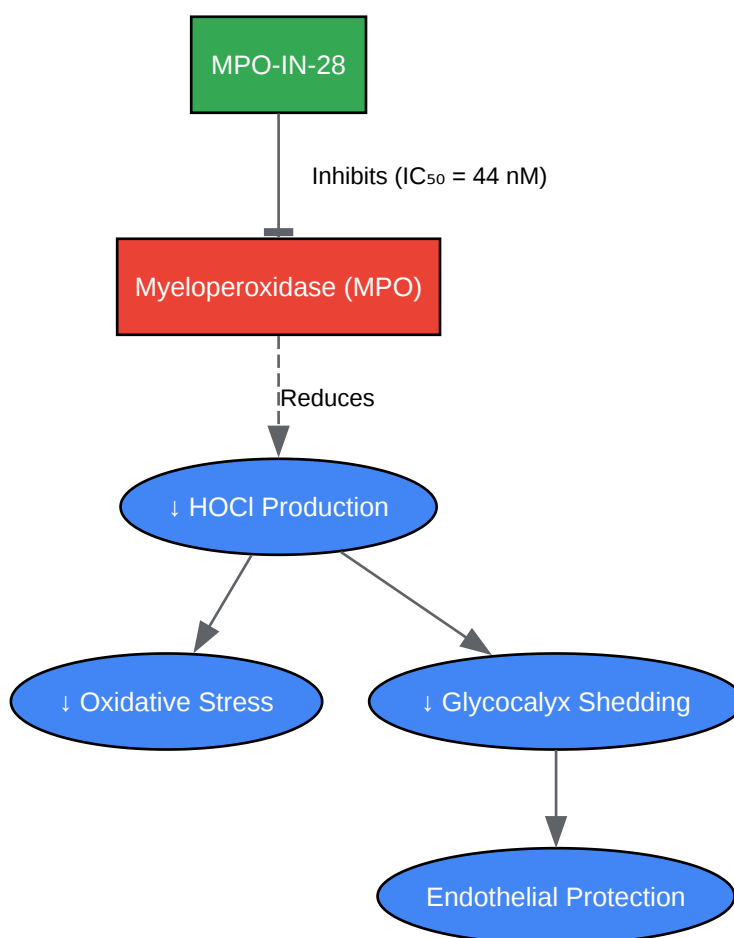 MPO-IN-28
Inhibits (IC₅₀ = 44 nM)
Myeloperoxidase (MPO)
Reduces
↓ HOCl Production
↓ Oxidative Stress
↓ Glycocalyx Shedding
Endothelial Protection